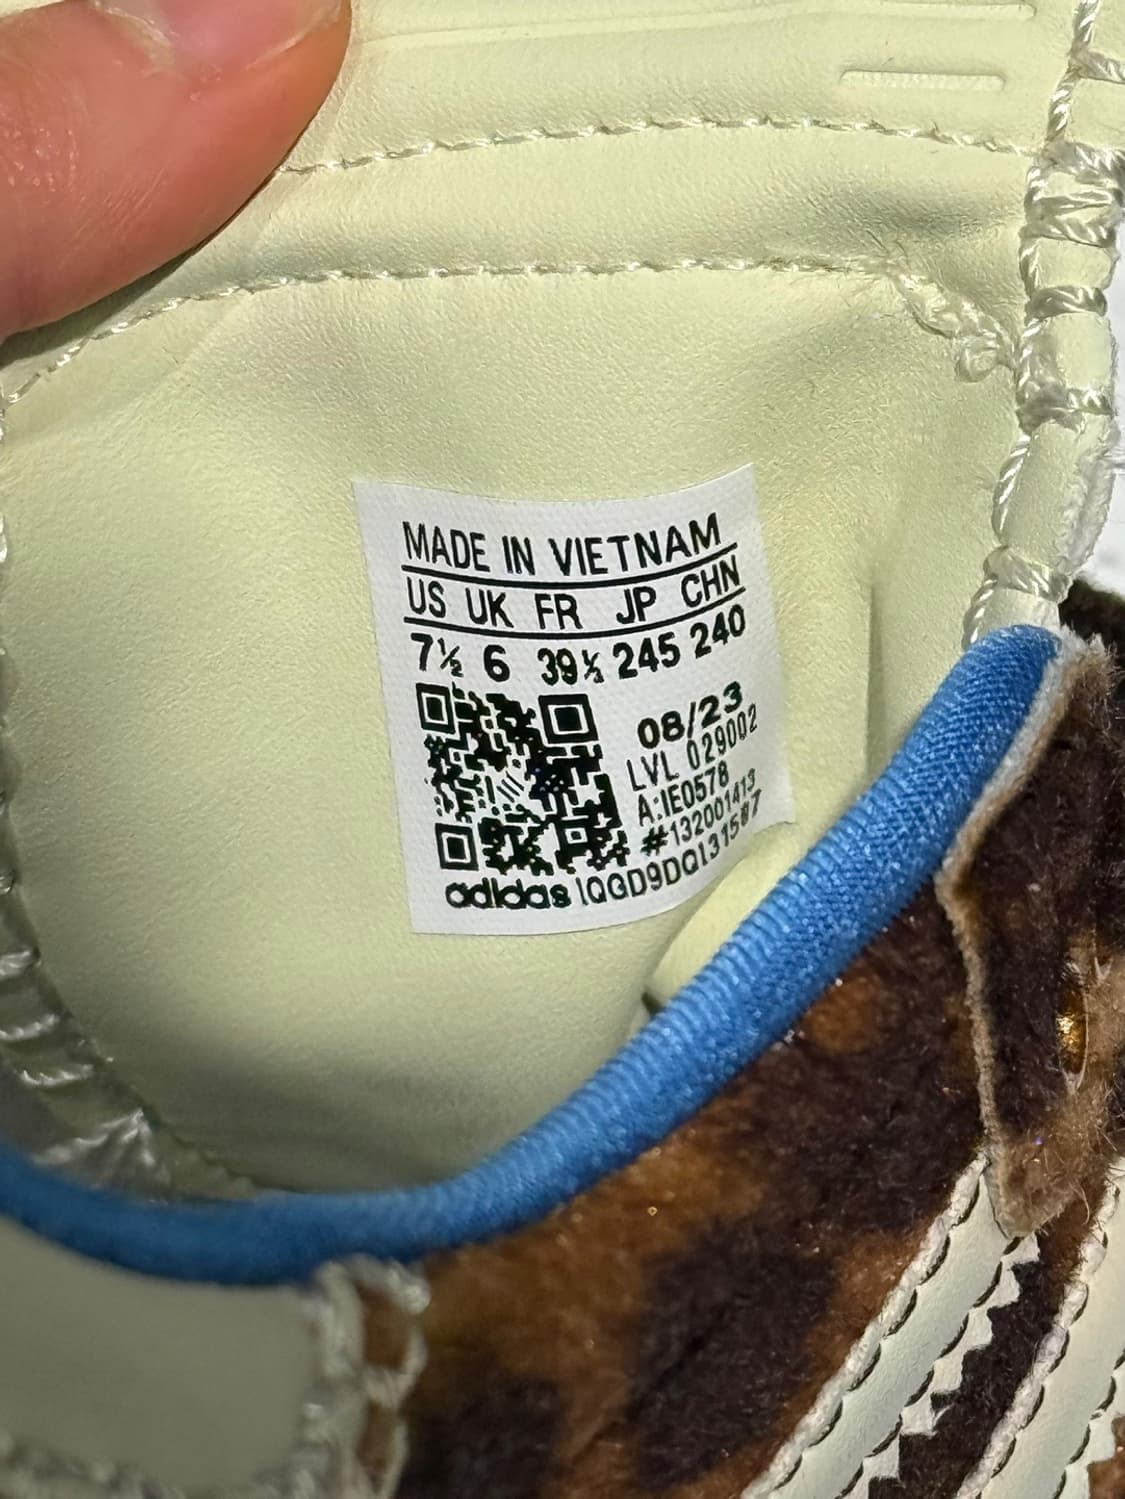 MADE IN VIETNAM
US UK FR JP CHN
7½ 6 39⅓ 245 240
08/23
LVL 029002
A:IE0578
#132001413
adidas